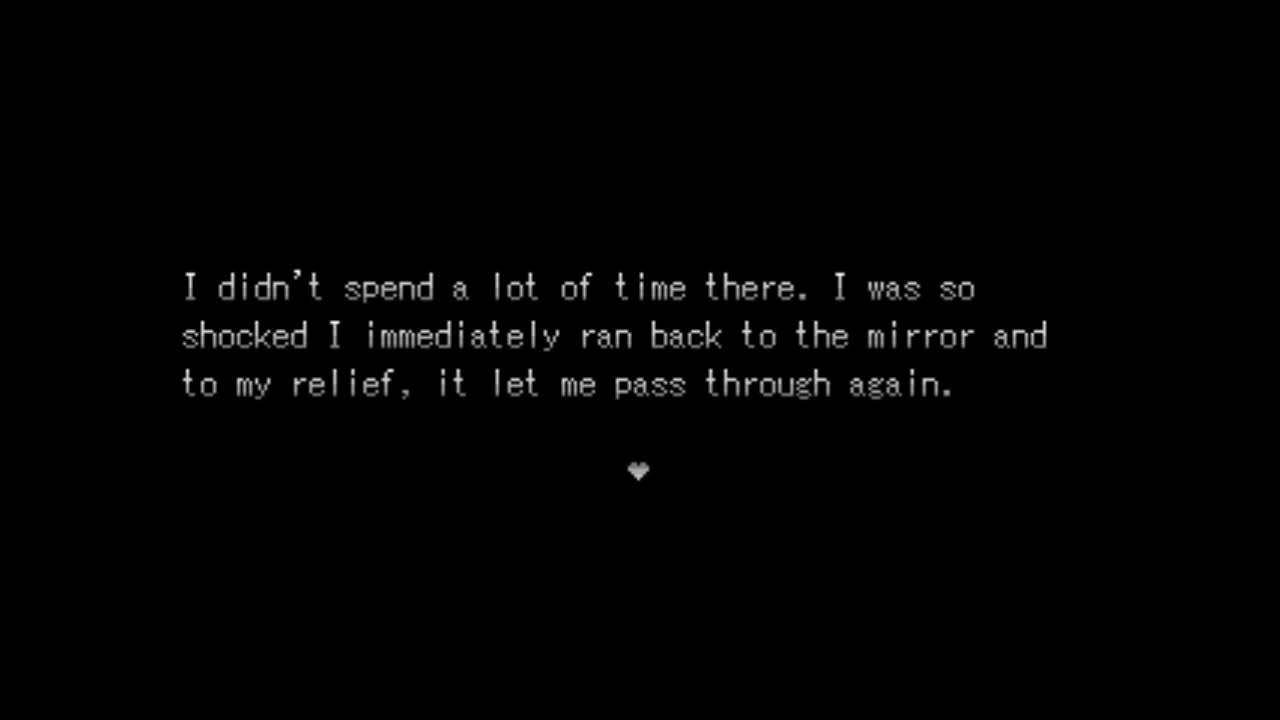 I didn't spend a lot of time there. I was so
shocked I immediately ran back to the mirror and
to my relief, it let me pass through again.